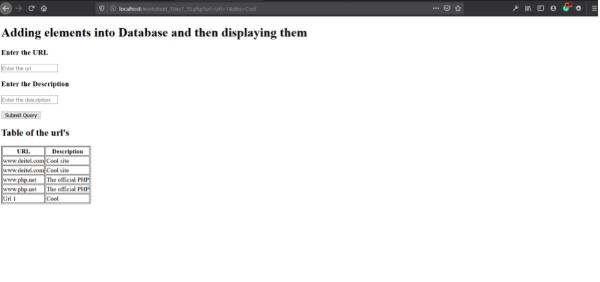 localhost
Adding elements into Database and then displaying them
Enter the URL
Enter the url
Enter the Description
Enter the description
Submit Query
Table of the url's
URL Description
www.deitel.com Cool site
www.deitel.com Cool site
www.php.net The official PHP
www.php.net The official PHP
Url 1 Cool